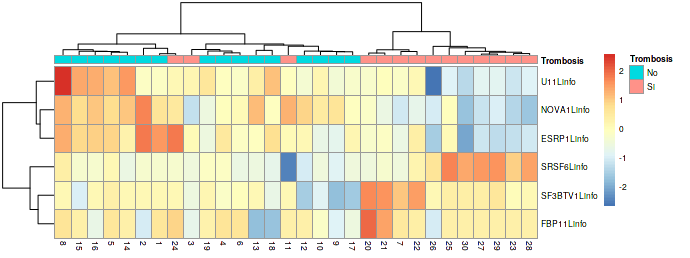 Trombosis
Trombosis
No
SI
2
1
0
-1
-2
U11Linfo
NOVA1Linfo
ESRP1Linfo
SRSF6Linfo
SF3BTV1Linfo
FBP11Linfo
8 15 16 5 14 2 1 24 3 19 4 6 13 18 11 12 10 9 17 20 21 7 22 26 25 30 27 29 23 28